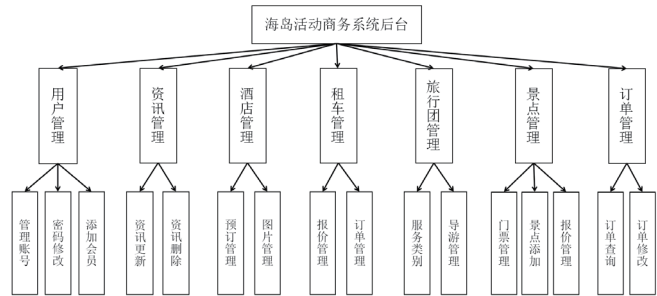 海岛活动商务系统后台
用户管理
资讯管理
酒店管理
租车管理
旅行团管理
景点管理
订单管理
管理账号
密码修改
添加会员
资讯更新
资讯删除
预订管理
图片管理
报价管理
订单管理
服务类别
导游管理
门票管理
景点添加
报价管理
订单查询
订单修改